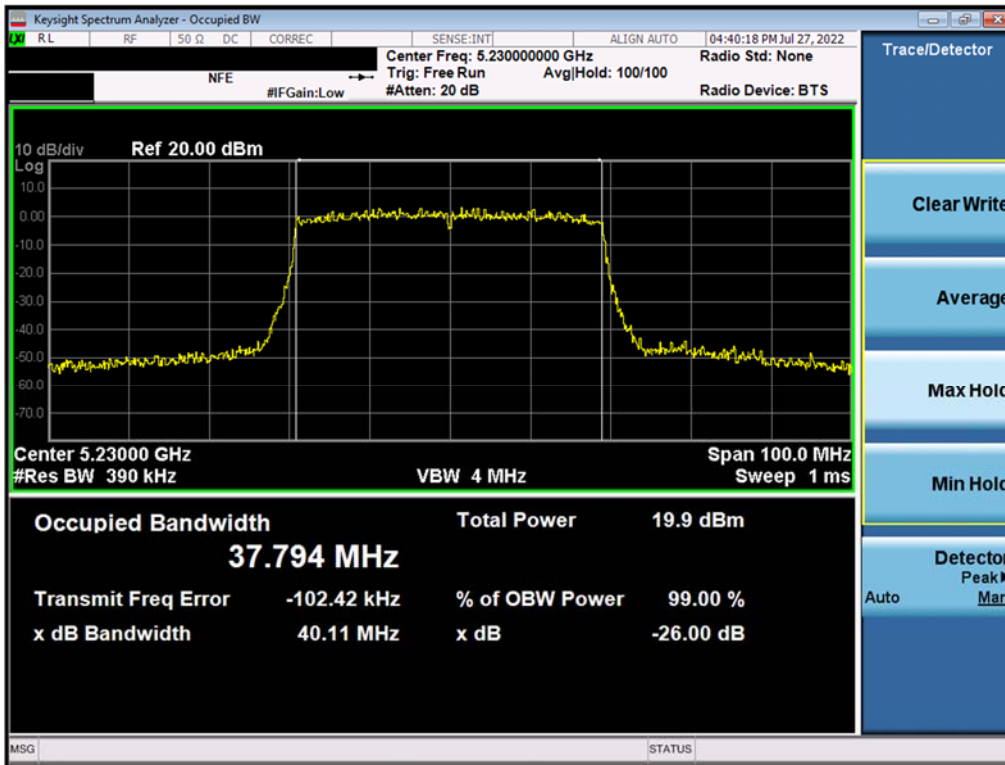 Keysight Spectrum Analyzer - Occupied BW
LXI RL RF 50 Ω DC CORREC SENSE:INT ALIGN AUTO 04:40:18 PM Jul 27, 2022
Center Freq: 5.230000000 GHz Radio Std: None
NFE Trig: Free Run Avg|Hold: 100/100
#IFGain:Low #Atten: 20 dB Radio Device: BTS
10 dB/div Ref 20.00 dBm
Log
10.0
0.00
-10.0
-20.0
-30.0
-40.0
-50.0
60.0
-70.0
Center 5.23000 GHz Span 100.0 MHz
#Res BW 390 kHz VBW 4 MHz Sweep 1 ms
Occupied Bandwidth Total Power 19.9 dBm
37.794 MHz
Transmit Freq Error -102.42 kHz % of OBW Power 99.00 %
x dB Bandwidth 40.11 MHz x dB -26.00 dB
MSG STATUS
Trace/Detector
Clear Write
Average
Max Hold
Min Hold
Detector
Peak
Auto Man